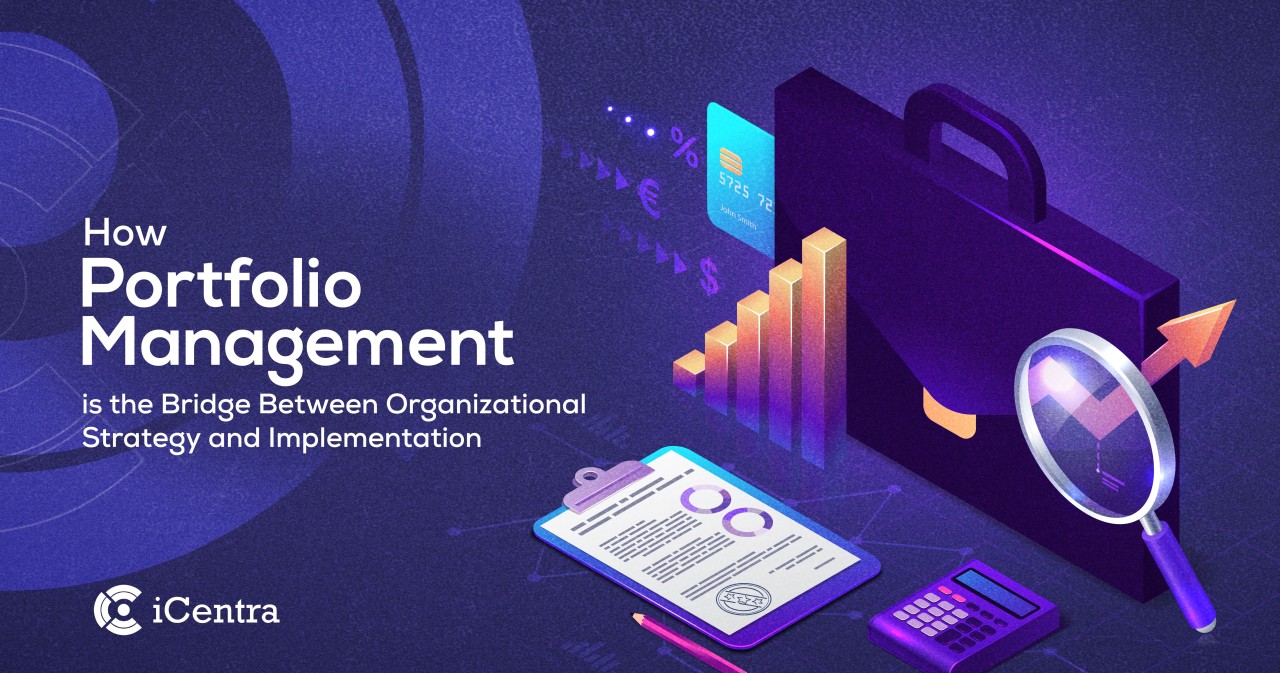 How
Portfolio
Management
is the Bridge Between Organizational
Strategy and Implementation
iCentra
%
€
$
5725 72
John Smith